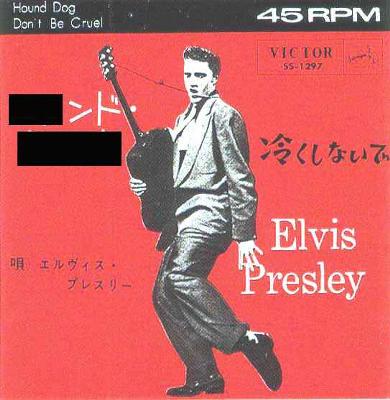 Hound Dog
Don't Be Cruel
45 RPM
VICTOR
SS-1297
ンド・
冷くしないで
Elvis
Presley
唄 エルヴィス・
プレスリー